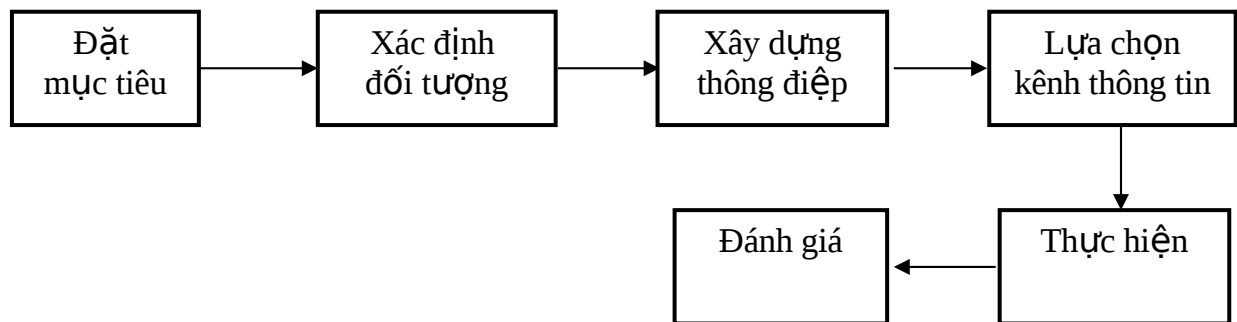 Đặt
mục tiêu
Xác định
đối tượng
Xây dựng
thông điệp
Lựa chọn
kênh thông tin
Thực hiện
Đánh giá